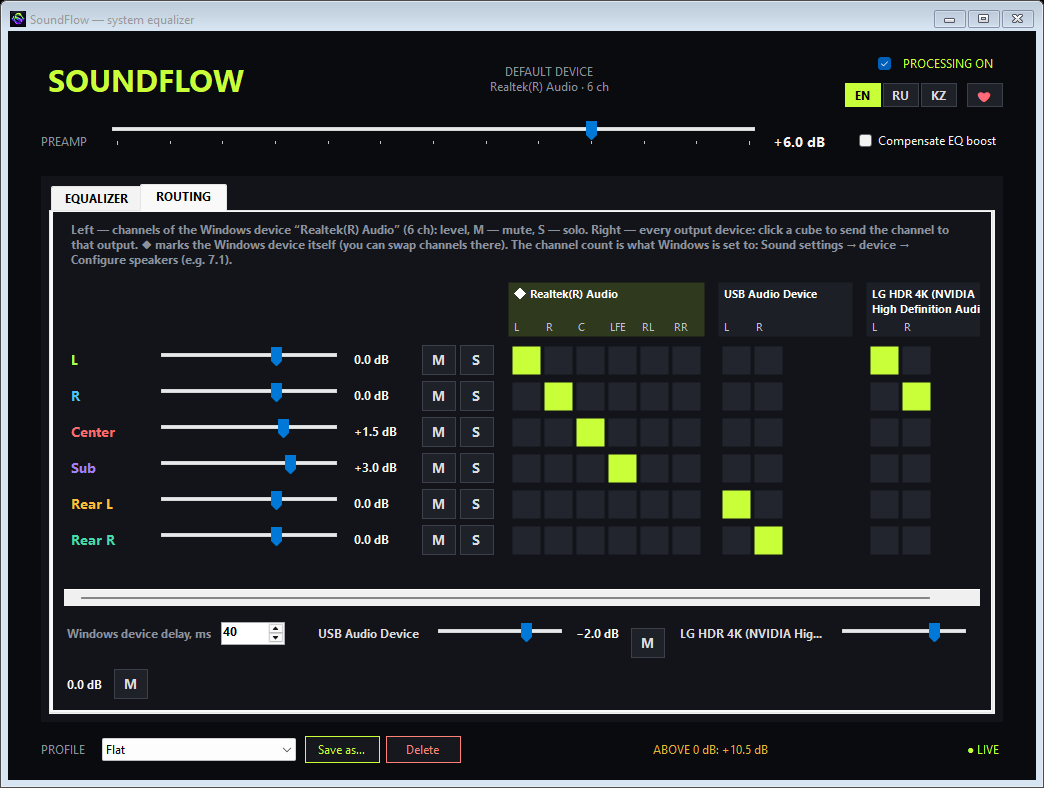 SoundFlow — system equalizer
SOUNDFLOW
DEFAULT DEVICE
Realtek(R) Audio · 6 ch
PROCESSING ON
EN RU KZ
PREAMP
+6.0 dB
Compensate EQ boost
EQUALIZER ROUTING
Left — channels of the Windows device “Realtek(R) Audio” (6 ch): level, M — mute, S — solo. Right — every output device: click a cube to send the channel to
that output. ◆ marks the Windows device itself (you can swap channels there). The channel count is what Windows is set to: Sound settings → device →
Configure speakers (e.g. 7.1).
◆ Realtek(R) Audio
L R C LFE RL RR
USB Audio Device
L R
LG HDR 4K (NVIDIA
High Definition Audi
L R
L 0.0 dB M S
R 0.0 dB M S
Center +1.5 dB M S
Sub +3.0 dB M S
Rear L 0.0 dB M S
Rear R 0.0 dB M S
Windows device delay, ms 40 USB Audio Device −2.0 dB M LG HDR 4K (NVIDIA Hig...
0.0 dB M
PROFILE Flat Save as... Delete ABOVE 0 dB: +10.5 dB ● LIVE